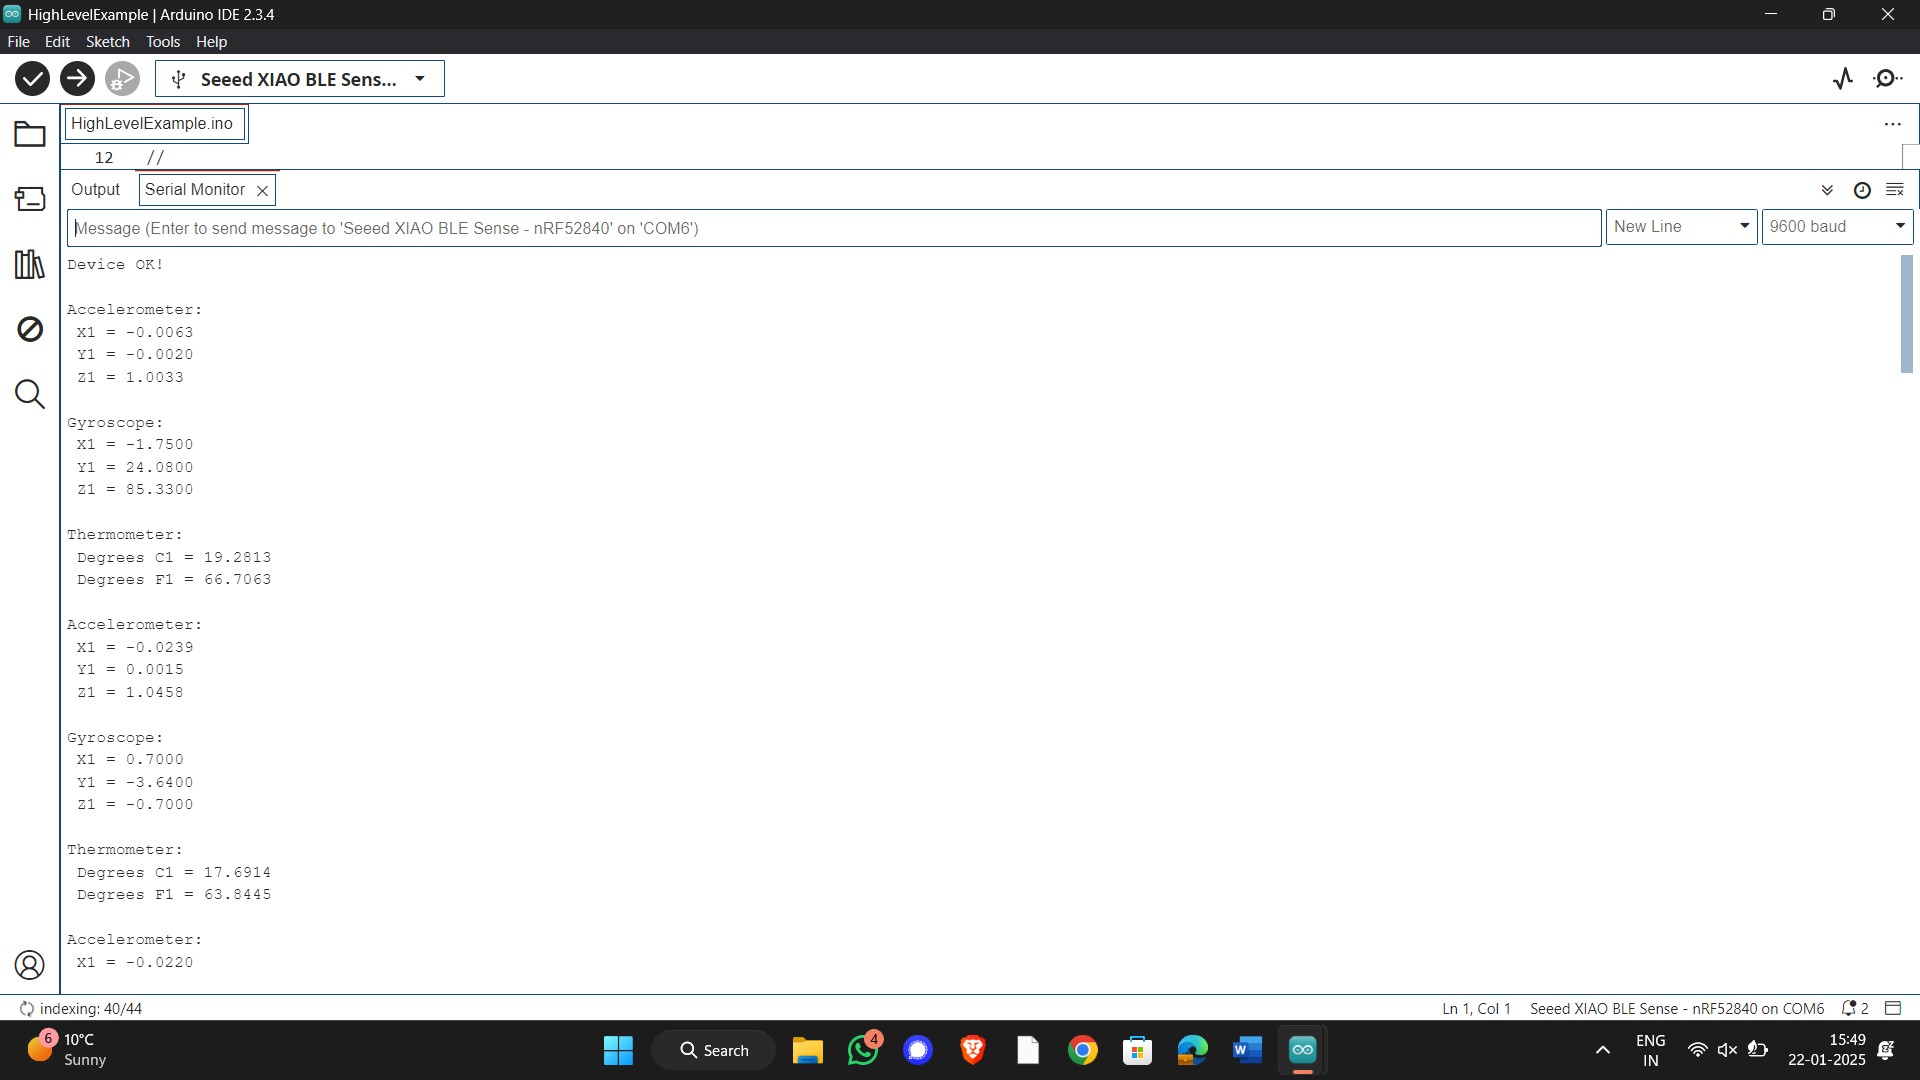 HighLevelExample | Arduino IDE 2.3.4
File Edit Sketch Tools Help
Seeed XIAO BLE Sens...
HighLevelExample.ino
12 //
Output Serial Monitor
Message (Enter to send message to 'Seeed XIAO BLE Sense - nRF52840' on 'COM6')
New Line
9600 baud
Device OK!
Accelerometer:
X1 = -0.0063
Y1 = -0.0020
Z1 = 1.0033
Gyroscope:
X1 = -1.7500
Y1 = 24.0800
Z1 = 85.3300
Thermometer:
Degrees C1 = 19.2813
Degrees F1 = 66.7063
Accelerometer:
X1 = -0.0239
Y1 = 0.0015
Z1 = 1.0458
Gyroscope:
X1 = 0.7000
Y1 = -3.6400
Z1 = -0.7000
Thermometer:
Degrees C1 = 17.6914
Degrees F1 = 63.8445
Accelerometer:
X1 = -0.0220
indexing: 40/44
Ln 1, Col 1 Seeed XIAO BLE Sense - nRF52840 on COM6 2
6
10°C
Sunny
Search
4
W
ENG
IN
15:49
22-01-2025